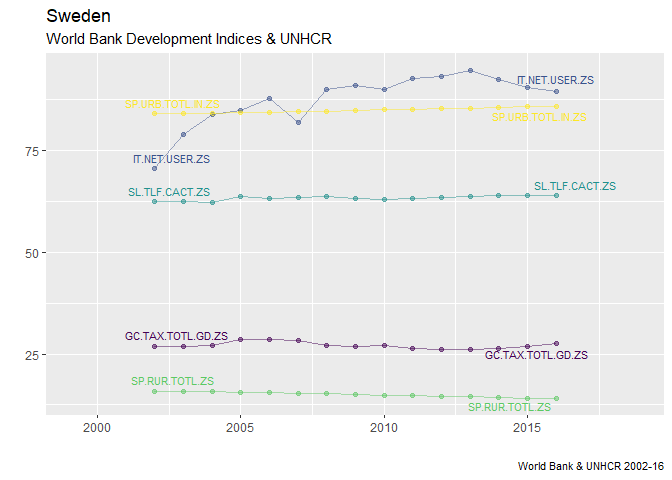 Sweden
World Bank Development Indices & UNHCR
IT.NET.USER.ZS
SP.URB.TOTL.IN.ZS
SP.URB.TOTL.IN.ZS
75
IT.NET.USER.ZS
SL.TLF.CACT.ZS
SL.TLF.CACT.ZS
50
GC.TAX.TOTL.GD.ZS
25
GC.TAX.TOTL.GD.ZS
SP.RUR.TOTL.ZS
SP.RUR.TOTL.ZS
2000 2005 2010 2015
World Bank & UNHCR 2002-16